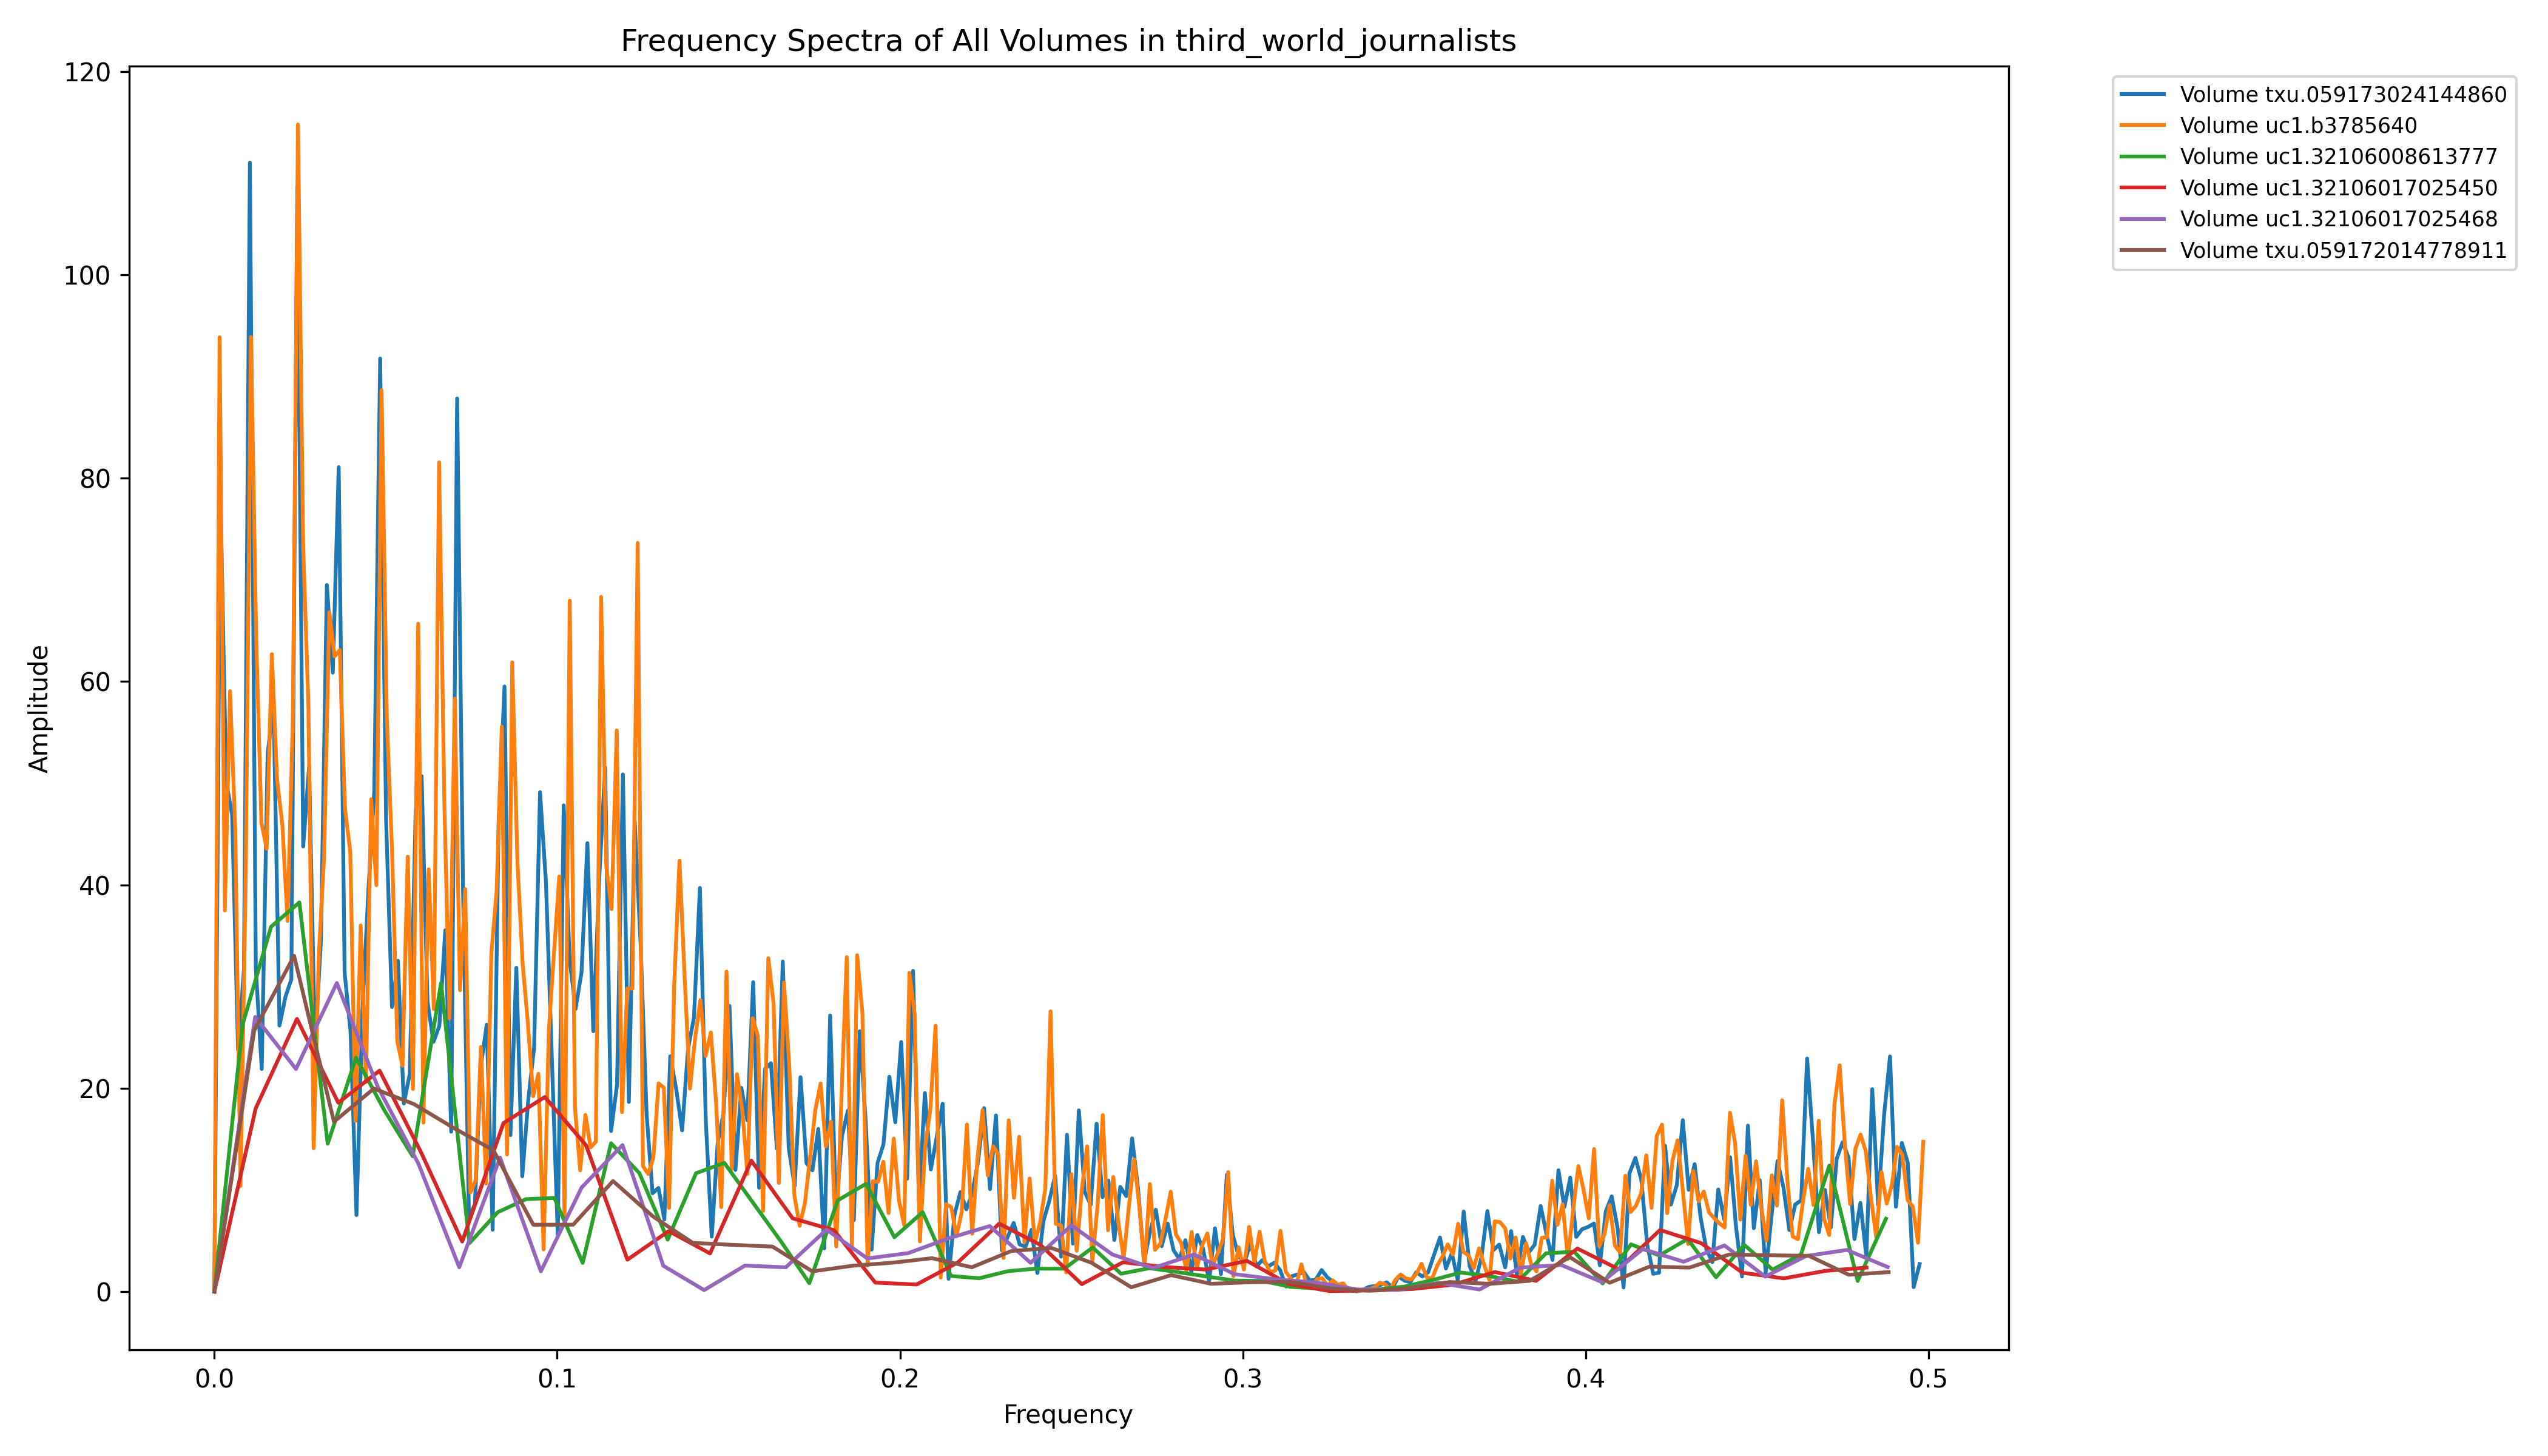 Frequency Spectra of All Volumes in third_world_journalists
Volume txu.059173024144860
Volume uc1.b3785640
Volume uc1.32106008613777
Volume uc1.32106017025450
Volume uc1.32106017025468
Volume txu.059172014778911
120
100
80
60
40
20
0
Amplitude
0.0 0.1 0.2 0.3 0.4 0.5
Frequency